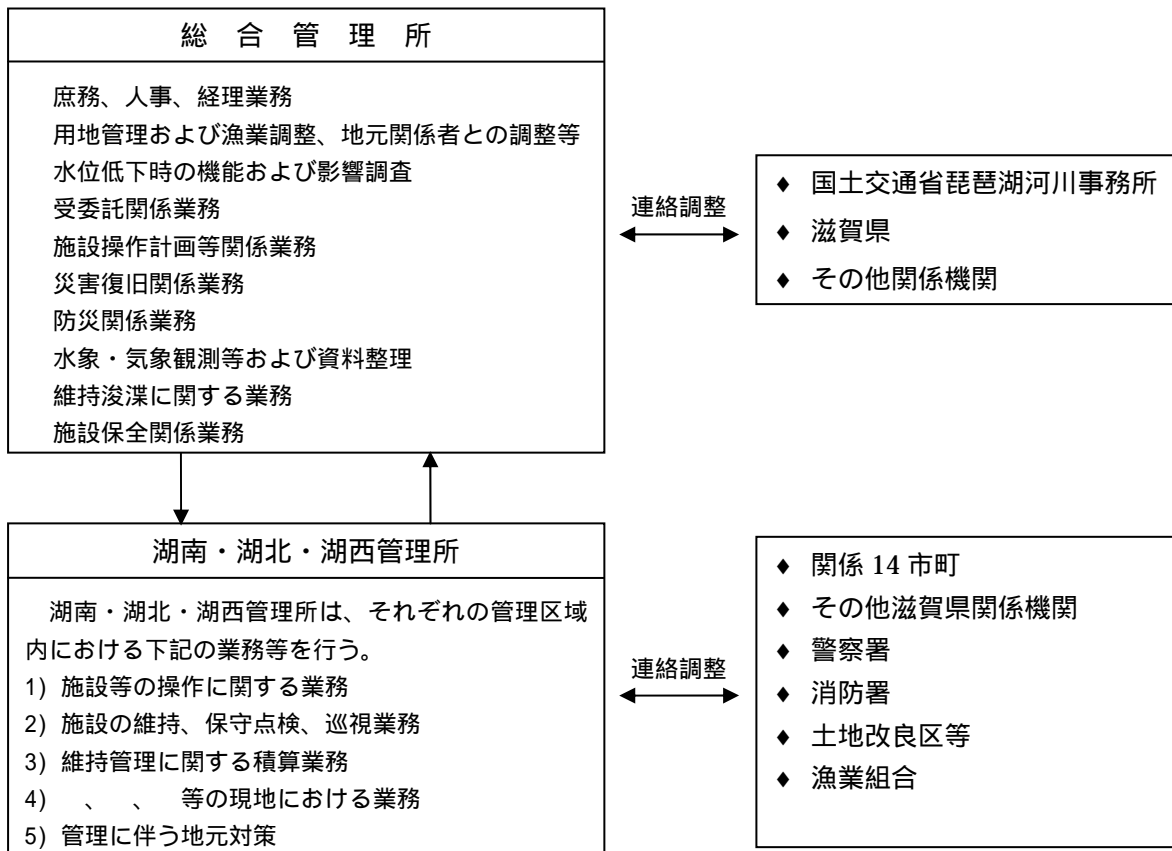 総 合 管 理 所
庶務、人事、経理業務
用地管理および漁業調整、地元関係者との調整等
水位低下時の機能および影響調査
受委託関係業務
施設操作計画等関係業務
災害復旧関係業務
防災関係業務
水象・気象観測等および資料整理
維持浚渫に関する業務
施設保全関係業務
連絡調整
♦ 国土交通省琵琶湖河川事務所
♦ 滋賀県
♦ その他関係機関
湖南・湖北・湖西管理所
湖南・湖北・湖西管理所は、それぞれの管理区域
内における下記の業務等を行う。
1) 施設等の操作に関する業務
2) 施設の維持、保守点検、巡視業務
3) 維持管理に関する積算業務
4) 、 、 等の現地における業務
5) 管理に伴う地元対策
連絡調整
♦ 関係 14 市町
♦ その他滋賀県関係機関
♦ 警察署
♦ 消防署
♦ 土地改良区等
♦ 漁業組合